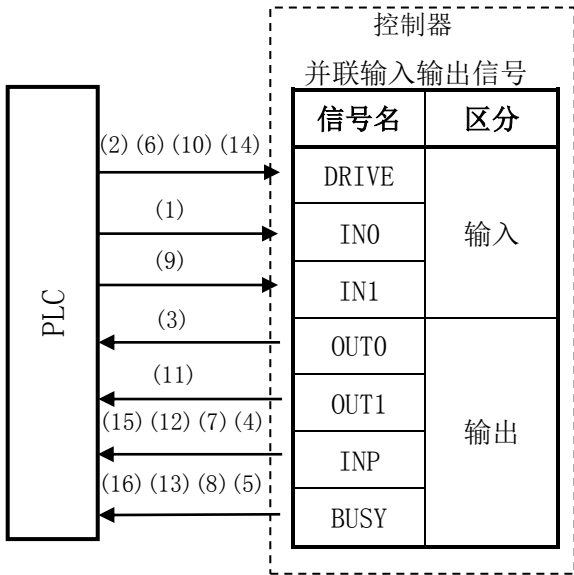 控制器
并联输入输出信号
信号名 区分
(2)(6)(10)(14) DRIVE 输入
(1) IN0
(9) IN1
PLC
(3) OUT0 输出
(11) OUT1
(15)(12)(7)(4) INP
(16)(13)(8)(5) BUSY